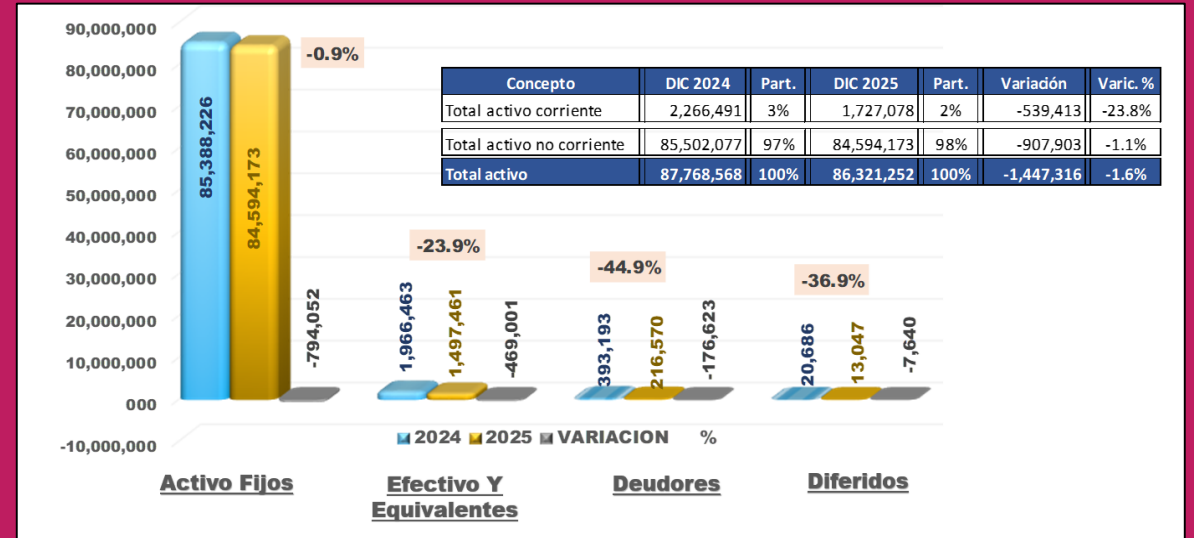 90,000,000
80,000,000
70,000,000
60,000,000
50,000,000
40,000,000
30,000,000
20,000,000
10,000,000
000
-10,000,000
-0.9%
Concepto DIC 2024 Part. DIC 2025 Part. Variación Varic. %
Total activo corriente 2,266,491 3% 1,727,078 2% -539,413 -23.8%
Total activo no corriente 85,502,077 97% 84,594,173 98% -907,903 -1.1%
Total activo 87,768,568 100% 86,321,252 100% -1,447,316 -1.6%
85,388,226
84,594,173
-794,052
-23.9%
1,966,463
1,497,461
-469,001
-44.9%
393,193
216,570
-176,623
-36.9%
20,686
13,047
-7,640
2024 2025 VARIACION %
Activo Fijos
Efectivo Y
Equivalentes
Deudores
Diferidos